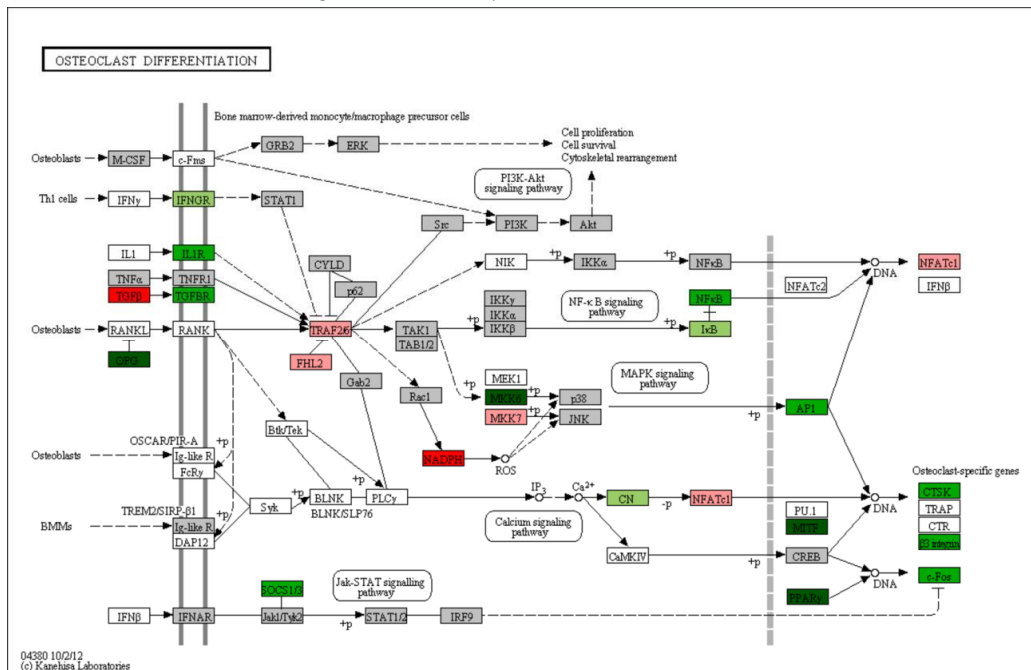 OSTEOCLAST DIFFERENTIATION
Bone marrow-derived monocyte/macrophage precursor cells
Osteoblasts M-CSF c-Fms GRB2 ERK
Cell proliferation
Cell survival
Cytoskeletal rearrangement
PI3K-Akt
signaling pathway
Th1 cells IFNγ IFNGR STAT1
Src PI3K Akt
+p
IL1 IL1R
CYLD
NIK +p IKKα +p NFκB
DNA
NFATc1
TNFα TNFR1
p62
NFATc2
IFNβ
TGFβ TGFBR
IKKγ
IKKα
IKKβ
NF-κ B signaling
pathway
NFκB
Osteoblasts RANKL RANK TRAF2/6 TAK1 +p +p IκB
TAB1/2
OPG
FHL2
Gab2
Rac1
+p
MEK1
MKK6 +p p38
MKK7 +p JNK
MAPK signaling
pathway
+p
AP1
Btk/Tek
OSCAR/PIR-A +p
Osteoblasts Ig-like R
FcRγ
NADPH
ROS
Osteoclast-specific genes
Syk +p BLNK +p PLCγ
BLNK/SLP76
IP3 Ca2+ CN -p NFATc1
DNA
CTSK
TRAP
CTR
β3 integrin
TREM2/SIRP-β1 +p
BMMs Ig-like R
DAP12
Calcium signaling
pathway
PU.1
MITF
CaMKIV +p CREB
DNA
c-Fos
PPARγ
SOCS1/3
Jak-STAT signalling
pathway
IFNβ IFNAR Jak1/Tyk2 +p STAT1/2 IRF9
04380 10/2/12
(c) Kanehisa Laboratories